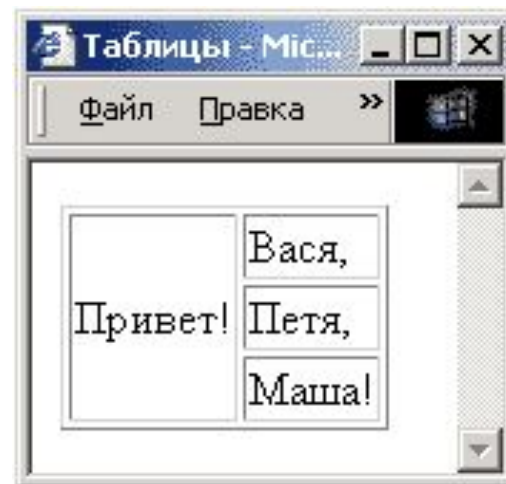 Таблицы - Mic...
Файл Правка »
Привет!
Вася,
Петя,
Маша!